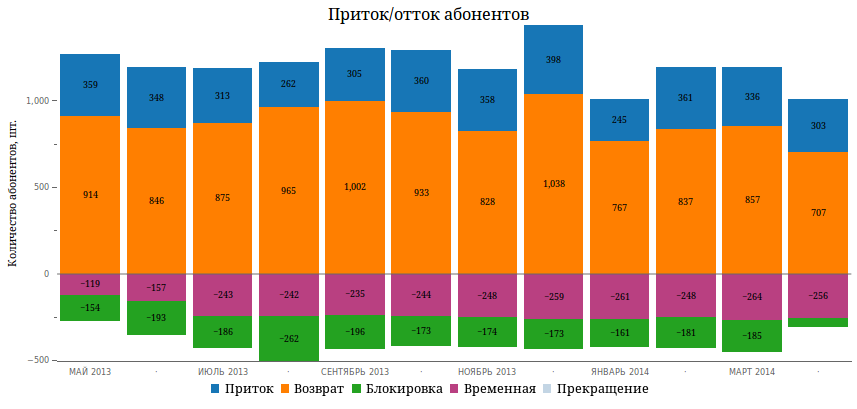 Приток/отток абонентов
Количество абонентов, шт.
1,000
500
0
−500
359 348 313 262 305 360 358 398 245 361 336 303
914 846 875 965 1,002 933 828 1,038 767 837 857 707
−119 −157 −243 −242 −235 −244 −248 −259 −261 −248 −264 −256
−154 −193 −186 −262 −196 −173 −174 −173 −161 −181 −185
МАЙ 2013 · ИЮЛЬ 2013 · СЕНТЯБРЬ 2013 · НОЯБРЬ 2013 · ЯНВАРЬ 2014 · МАРТ 2014 ·
Приток Возврат Блокировка Временная Прекращение